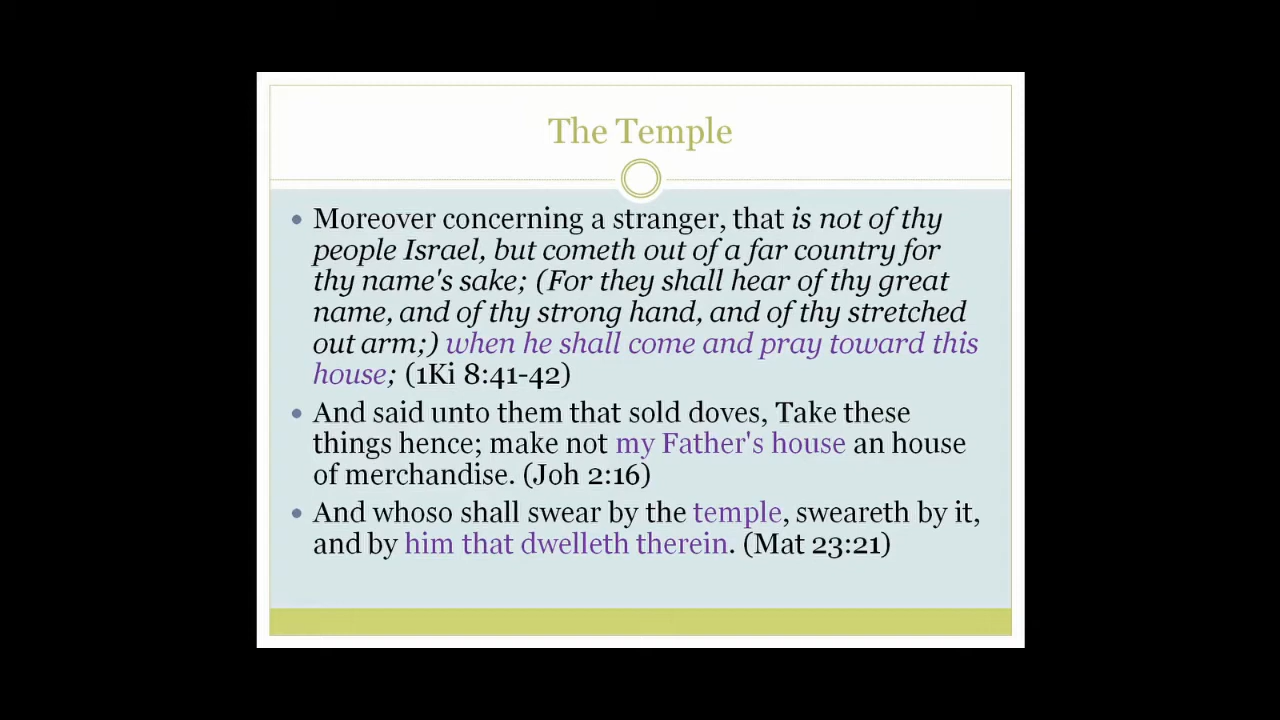 The Temple
• Moreover concerning a stranger, that is not of thy
people Israel, but cometh out of a far country for
thy name's sake; (For they shall hear of thy great
name, and of thy strong hand, and of thy stretched
out arm;) when he shall come and pray toward this
house; (1Ki 8:41-42)
• And said unto them that sold doves, Take these
things hence; make not my Father's house an house
of merchandise. (Joh 2:16)
• And whoso shall swear by the temple, sweareth by it,
and by him that dwelleth therein. (Mat 23:21)